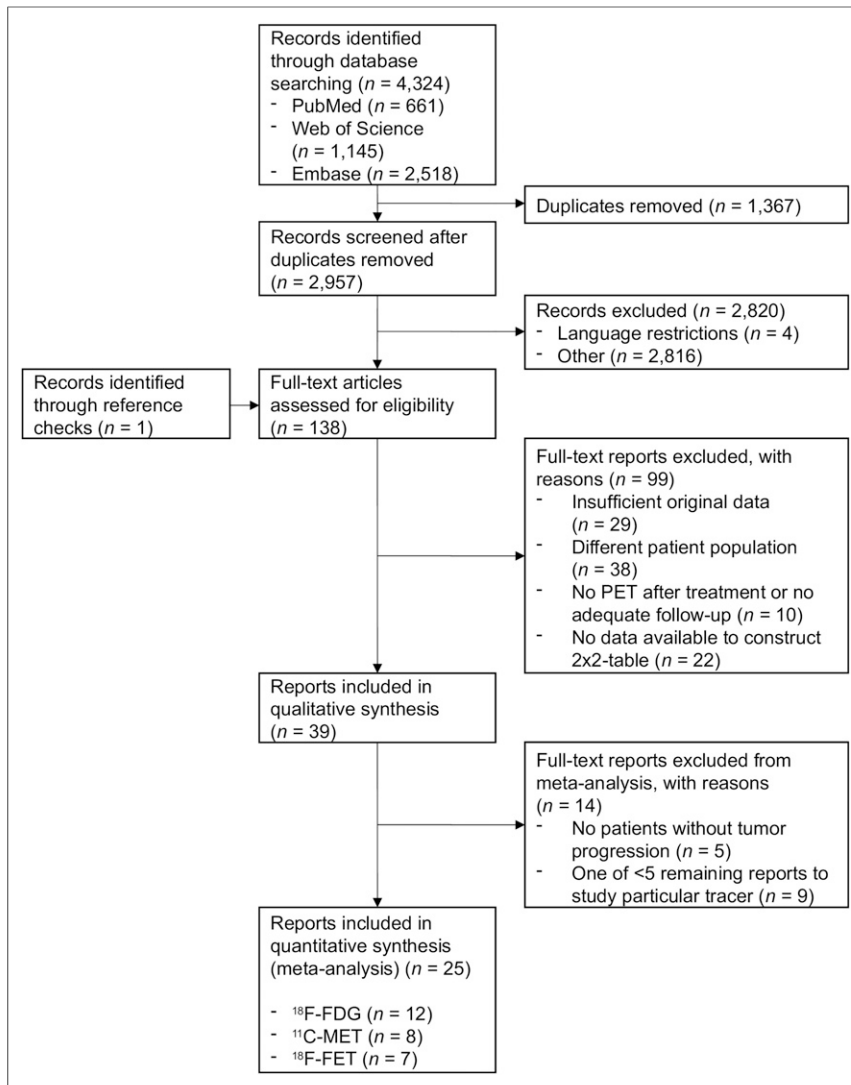 Records identified
through database
searching (n = 4,324)
- PubMed (n = 661)
- Web of Science
(n = 1,145)
- Embase (n = 2,518)
Duplicates removed (n = 1,367)
Records screened after
duplicates removed
(n = 2,957)
Records excluded (n = 2,820)
- Language restrictions (n = 4)
- Other (n = 2,816)
Records identified
through reference
checks (n = 1)
Full-text articles
assessed for eligibility
(n = 138)
Full-text reports excluded, with
reasons (n = 99)
- Insufficient original data
(n = 29)
- Different patient population
(n = 38)
- No PET after treatment or no
adequate follow-up (n = 10)
- No data available to construct
2x2-table (n = 22)
Reports included in
qualitative synthesis
(n = 39)
Full-text reports excluded from
meta-analysis, with reasons
(n = 14)
- No patients without tumor
progression (n = 5)
- One of <5 remaining reports to
study particular tracer (n = 9)
Reports included in
quantitative synthesis
(meta-analysis) (n = 25)
- ¹⁸F-FDG (n = 12)
- ¹¹C-MET (n = 8)
- ¹⁸F-FET (n = 7)